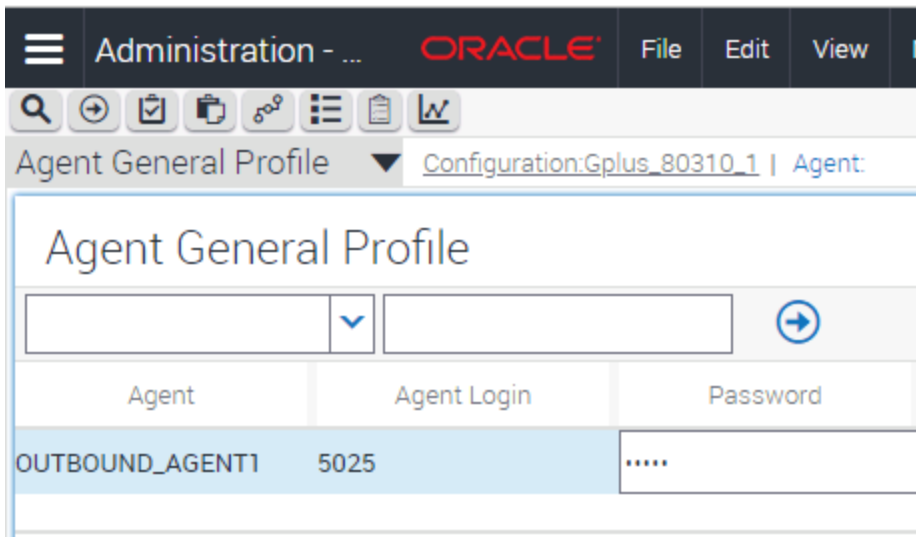 Administration - ... ORACLE File Edit View
Agent General Profile Configuration:Gplus_80310_1 | Agent:
Agent General Profile
Agent Agent Login Password
OUTBOUND_AGENT1 5025 •••••